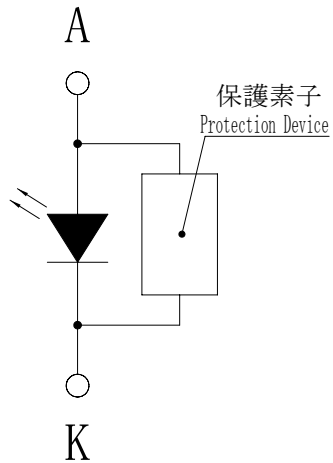 A
保護素子
Protection Device
K